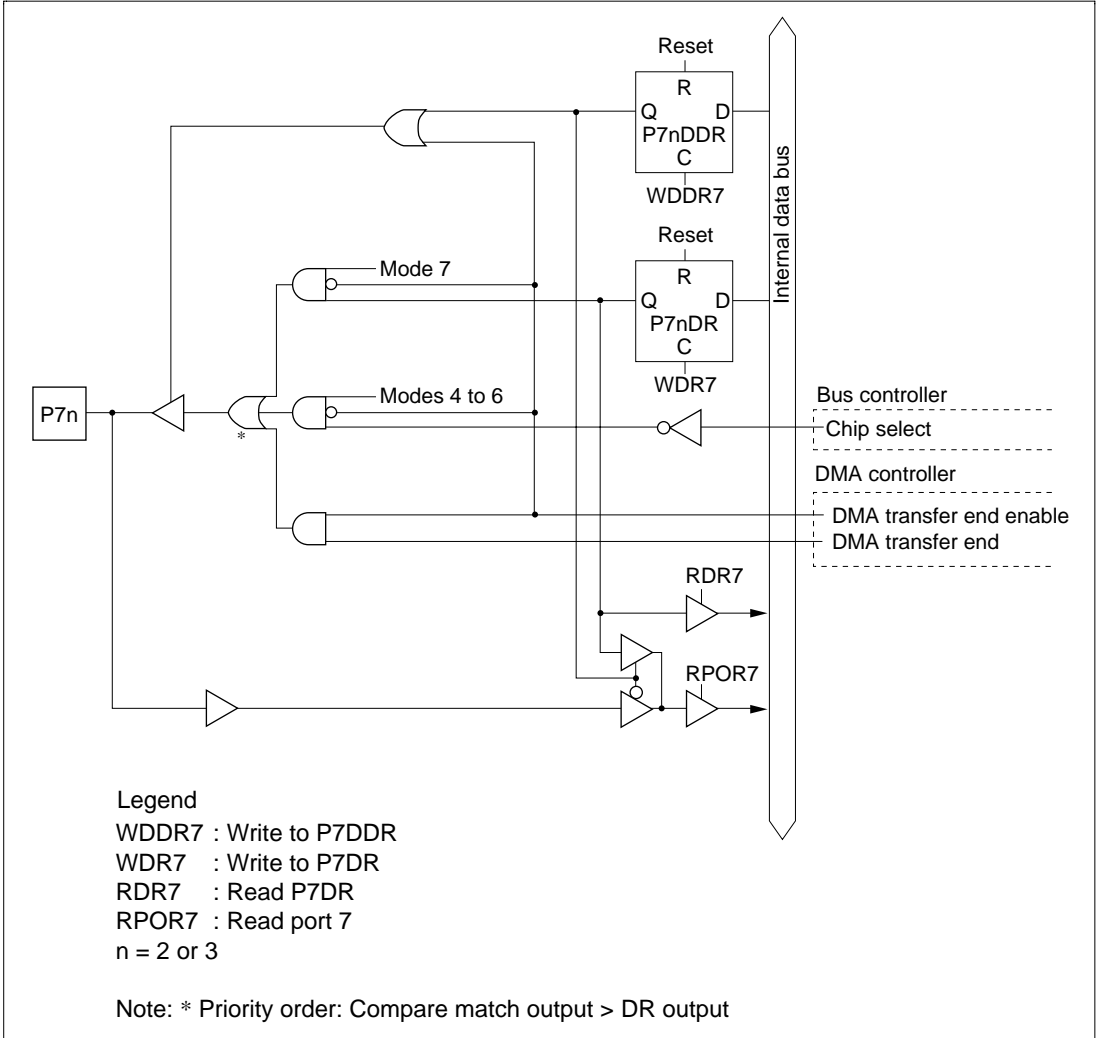 Reset
R
Q D
P7nDDR
C
WDDR7
Internal data bus
Reset
Mode 7
R
Q D
P7nDR
C
WDR7
P7n
Modes 4 to 6
*
Bus controller
Chip select
DMA controller
DMA transfer end enable
DMA transfer end
RDR7
RPOR7
Legend
WDDR7 : Write to P7DDR
WDR7 : Write to P7DR
RDR7 : Read P7DR
RPOR7 : Read port 7
n = 2 or 3
Note: * Priority order: Compare match output > DR output